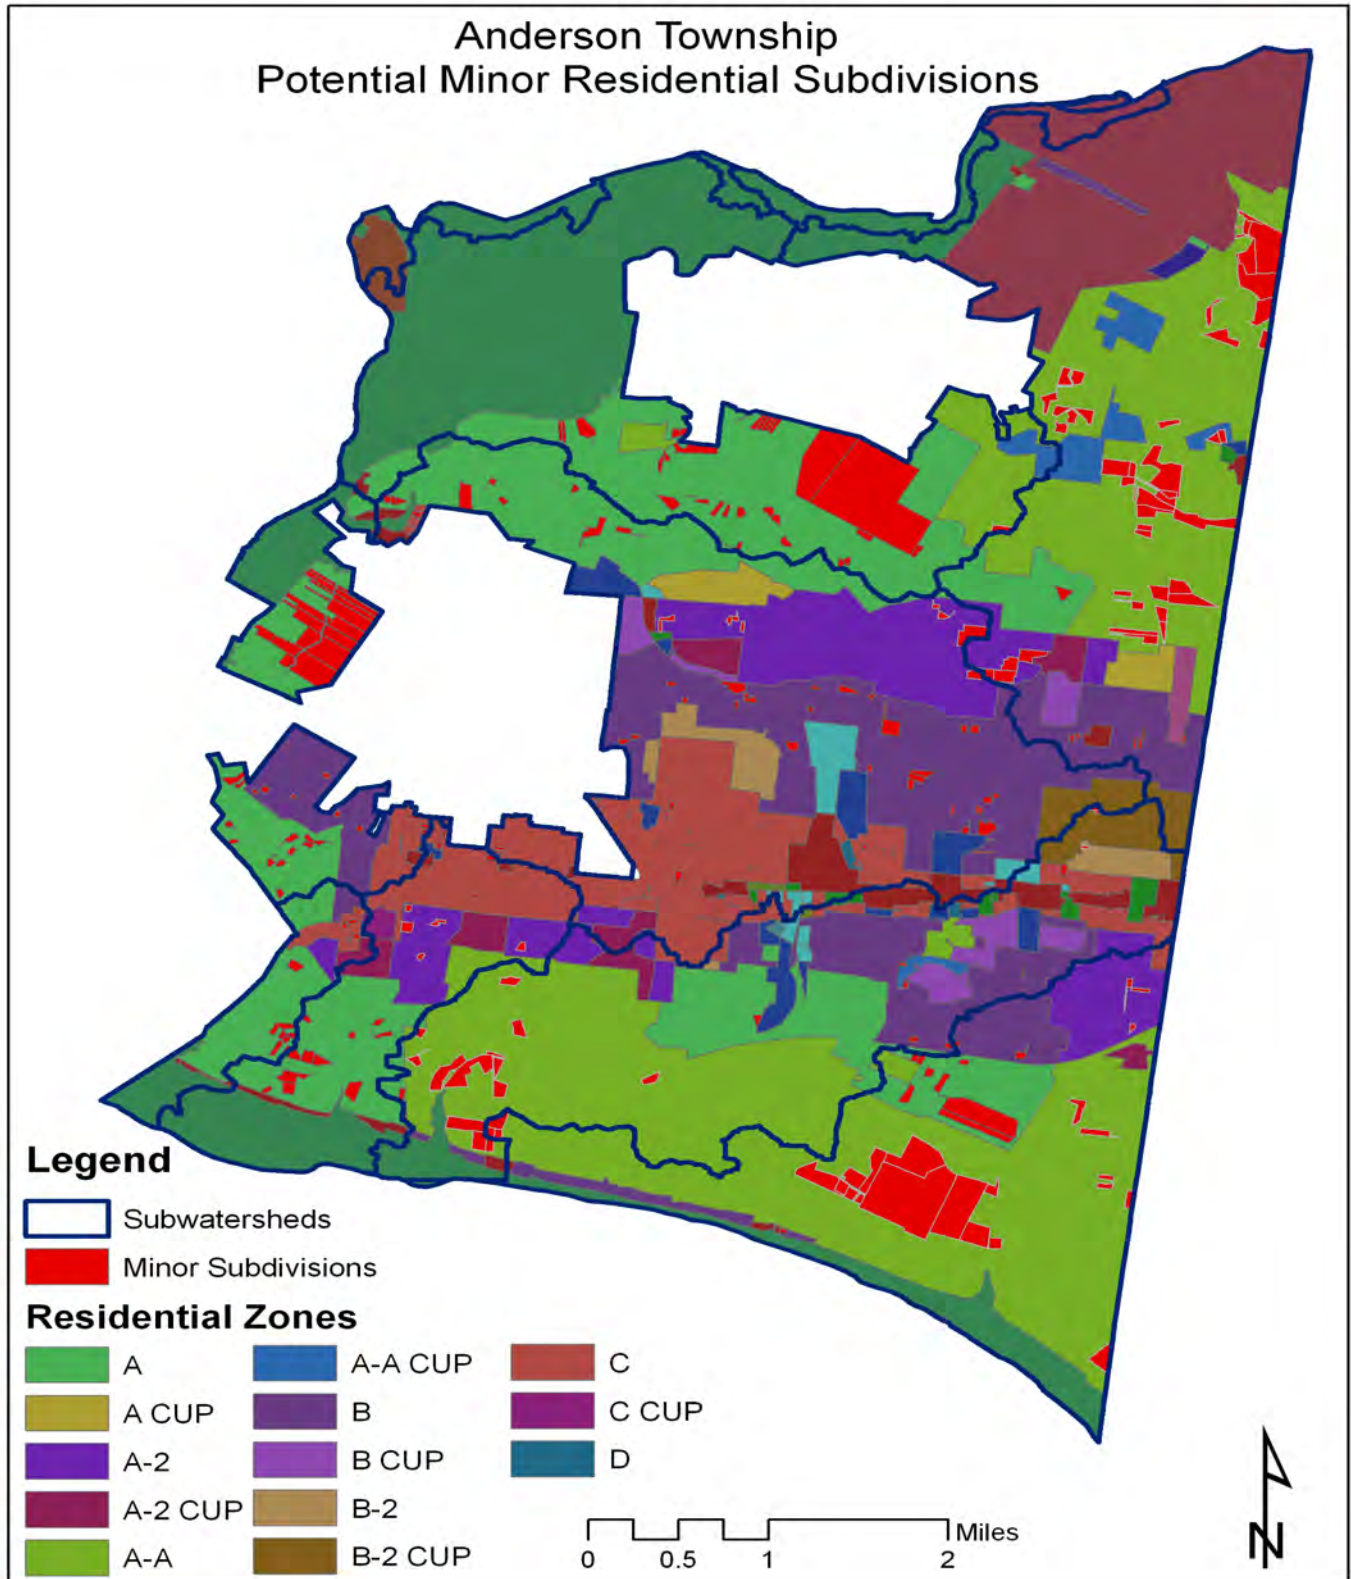 Anderson Township
Potential Minor Residential Subdivisions
Legend
Subwatersheds
Minor Subdivisions
Residential Zones
A
A CUP
A-2
A-2 CUP
A-A
A-A CUP
B
B CUP
B-2
B-2 CUP
C
C CUP
D
Miles
0 0.5 1 2
N